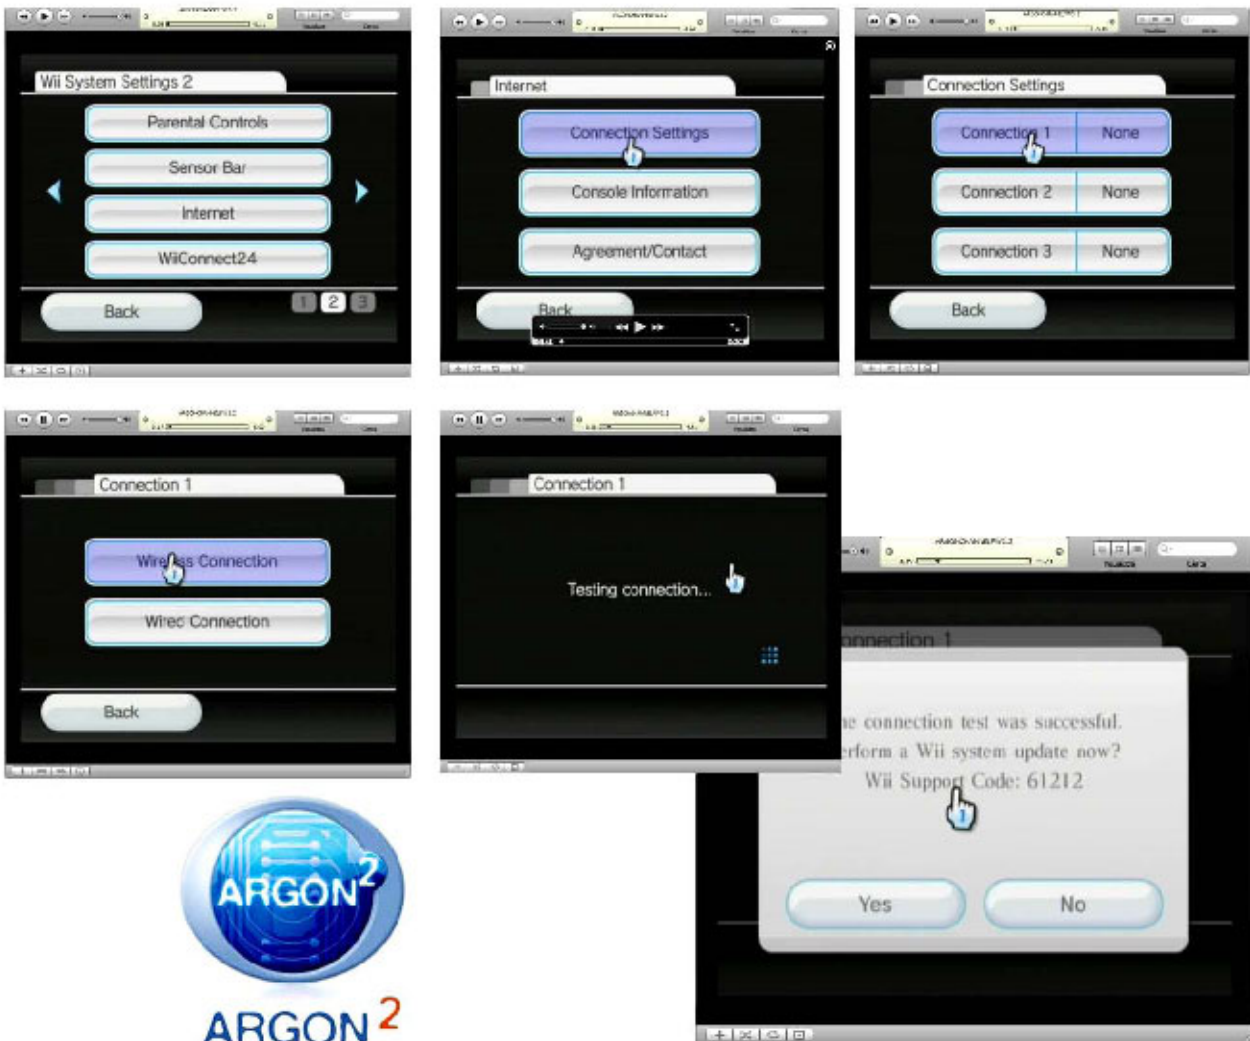 Wii System Settings 2
Parental Controls
Sensor Bar
Internet
WiiConnect24
Back
1 2 3
Internet
Connection Settings
Console Information
Agreement/Contact
Back
Connection Settings
Connection 1 None
Connection 2 None
Connection 3 None
Back
Connection 1
Wireless Connection
Wired Connection
Back
Connection 1
Testing connection...
onnection 1
he connection test was successful.
erform a Wii system update now?
Wii Support Code: 61212
Yes No
ARGON2
ARGON2